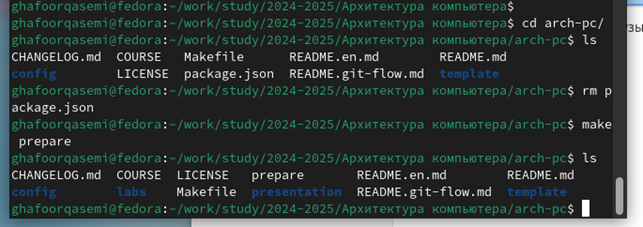 ghafoorqasemi@fedora:~/work/study/2024-2025/Архитектура компьютера$
ghafoorqasemi@fedora:~/work/study/2024-2025/Архитектура компьютера$ cd arch-pc/
ghafoorqasemi@fedora:~/work/study/2024-2025/Архитектура компьютера/arch-pc$ ls
CHANGELOG.md COURSE Makefile README.en.md README.md
config LICENSE package.json README.git-flow.md template
ghafoorqasemi@fedora:~/work/study/2024-2025/Архитектура компьютера/arch-pc$ rm p
ackage.json
ghafoorqasemi@fedora:~/work/study/2024-2025/Архитектура компьютера/arch-pc$ make
prepare
ghafoorqasemi@fedora:~/work/study/2024-2025/Архитектура компьютера/arch-pc$ ls
CHANGELOG.md COURSE LICENSE prepare README.en.md README.md
config labs Makefile presentation README.git-flow.md template
ghafoorqasemi@fedora:~/work/study/2024-2025/Архитектура компьютера/arch-pc$